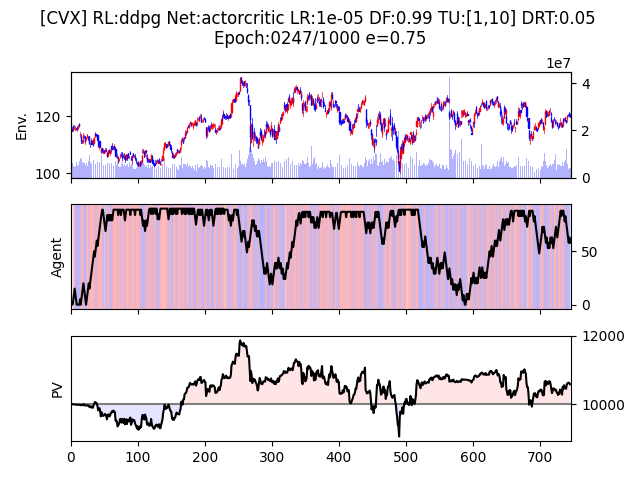 [CVX] RL:ddpg Net:actorcritic LR:1e-05 DF:0.99 TU:[1,10] DRT:0.05
Epoch:0247/1000 e=0.75
1e7
Env.
120
100
4
2
0
Agent
50
0
PV
12000
10000
0 100 200 300 400 500 600 700